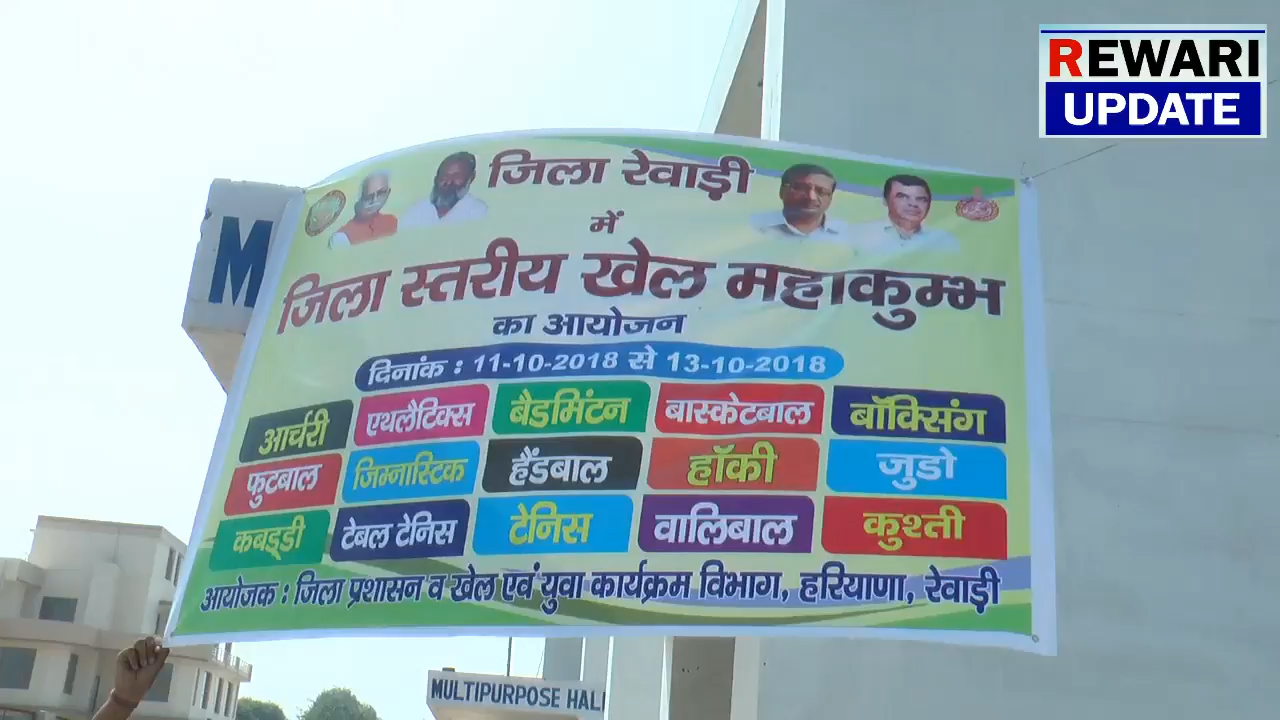 REWARI
UPDATE
जिला रेवाड़ी
में
जिला स्तरीय खेल महाकुम्भ
का आयोजन
दिनांक : 11-10-2018 से 13-10-2018
आर्चरी एथलैटिक्स बैडमिंटन बास्केटबाल बॉक्सिंग
फुटबाल जिम्नास्टिक हैंडबाल हॉकी जुडो
कबड्डी टेबल टेनिस टेनिस वालिबाल कुश्ती
आयोजक : जिला प्रशासन व खेल एवं युवा कार्यक्रम विभाग, हरियाणा, रेवाड़ी
M
MULTIPURPOSE HALL